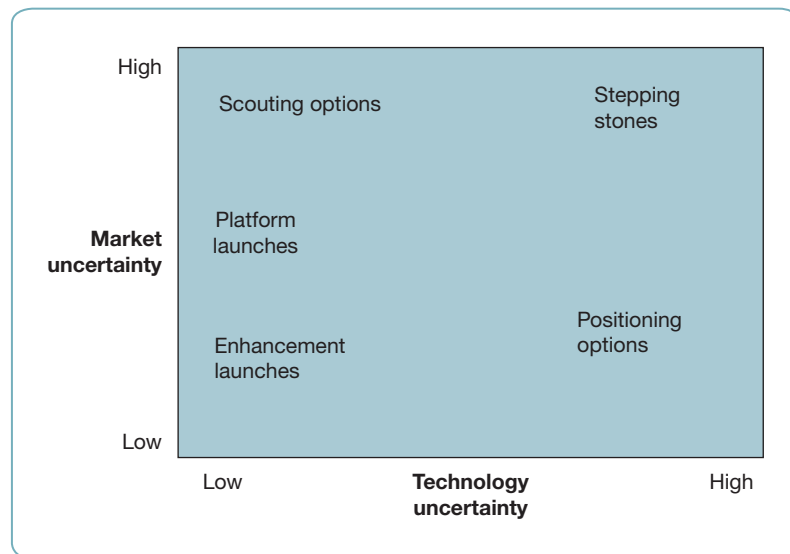 High
Scouting options
Stepping
stones
Platform
launches
Market
uncertainty
Positioning
options
Enhancement
launches
Low
Low
Technology
uncertainty
High